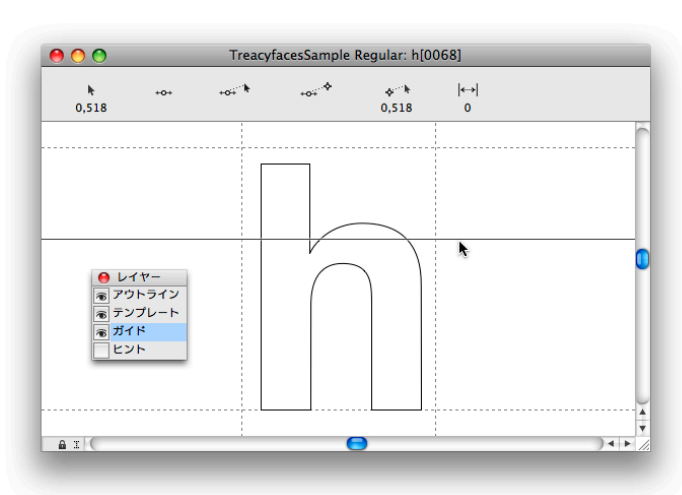 TreacyfacesSample Regular: h[0068]
0,518
0,518
0
h
レイヤー
アウトライン
テンプレート
ガイド
ヒント